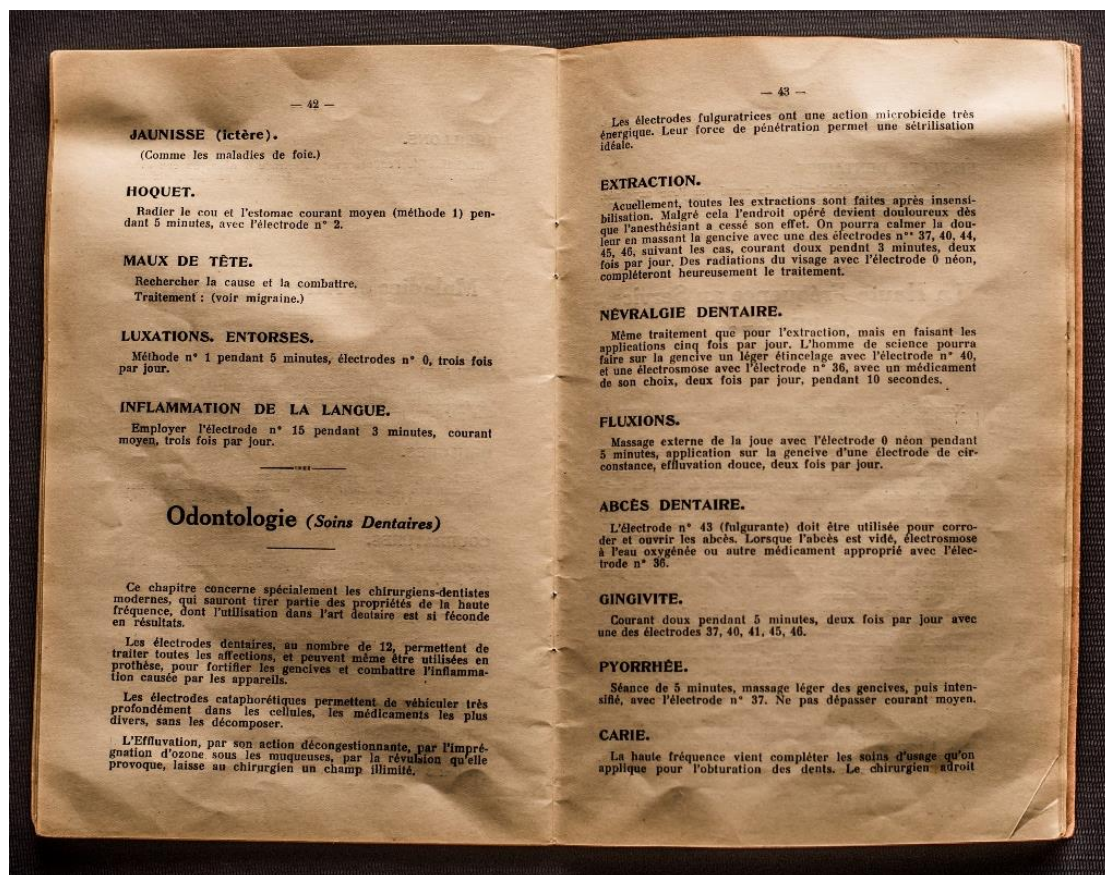 — 42 —
JAUNISSE (ictère).
(Comme les maladies de foie.)
HOQUET.
Radier le cou et l'estomac courant moyen (méthode 1) pen-
dant 5 minutes, avec l'électrode n° 2.
MAUX DE TÊTE.
Rechercher la cause et la combattre.
Traitement : (voir migraine.)
LUXATIONS. ENTORSES.
Méthode n° 1 pendant 5 minutes, électrodes n° 0, trois fois
par jour.
INFLAMMATION DE LA LANGUE.
Employer l'électrode n° 15 pendant 3 minutes, courant
moyen, trois fois par jour.
Odontologie (Soins Dentaires)
Ce chapitre concerne spécialement les chirurgiens-dentistes
modernes, qui sauront tirer partie des propriétés de la haute
fréquence, dont l'utilisation dans l'art dentaire est si féconde
en résultats.
Les électrodes dentaires, au nombre de 12, permettent de
traiter toutes les affections, et peuvent même être utilisées en
prothèse, pour fortifier les gencives et combattre l'inflamma-
tion causée par les appareils.
Les électrodes cataphorétiques permettent de véhiculer très
profondément dans les cellules, les médicaments les plus
divers, sans les décomposer.
L'Effluvation, par son action décongestionnante, par l'impré-
gnation d'ozone sous les muqueuses, par la révulsion qu'elle
provoque, laisse au chirurgien un champ illimité.
— 43 —
Les électrodes fulguratrices ont une action microbicide très
énergique. Leur force de pénétration permet une sétrilisation
idéale.
EXTRACTION.
Acuellement, toutes les extractions sont faites après insensi-
bilisation. Malgré cela l'endroit opéré devient douloureux dès
que l'anesthésiant a cessé son effet. On pourra calmer la dou-
leur en massant la gencive avec une des électrodes n°° 37, 40, 44,
45, 46, suivant les cas, courant doux pendnt 3 minutes, deux
fois par jour. Des radiations du visage avec l'électrode 0 néon,
compléteront heureusement le traitement.
NÉVRALGIE DENTAIRE.
Même traitement que pour l'extraction, mais en faisant les
applications cinq fois par jour. L'homme de science pourra
faire sur la gencive un léger étincelage avec l'électrode n° 40,
et une électrosmose avec l'électrode n° 36, avec un médicament
de son choix, deux fois par jour, pendant 10 secondes.
FLUXIONS.
Massage externe de la joue avec l'électrode 0 néon pendant
5 minutes, application sur la gencive d'une électrode de cir-
constance, effluvation douce, deux fois par jour.
ABCÈS DENTAIRE.
L'électrode n° 43 (fulgurante) doit être utilisée pour corro-
der et ouvrir les abcès. Lorsque l'abcès est vidé, électrosmose
à l'eau oxygénée ou autre médicament approprié avec l'élec-
trode n° 36.
GINGIVITE.
Courant doux pendant 5 minutes, deux fois par jour avec
une des électrodes 37, 40, 41, 45, 46.
PYORRHÉE.
Séance de 5 minutes, massage léger des gencives, puis inten-
sifié, avec l'électrode n° 37. Ne pas dépasser courant moyen.
CARIE.
La haute fréquence vient compléter les soins d'usage qu'on
applique pour l'obturation des dents. Le chirurgien adroit